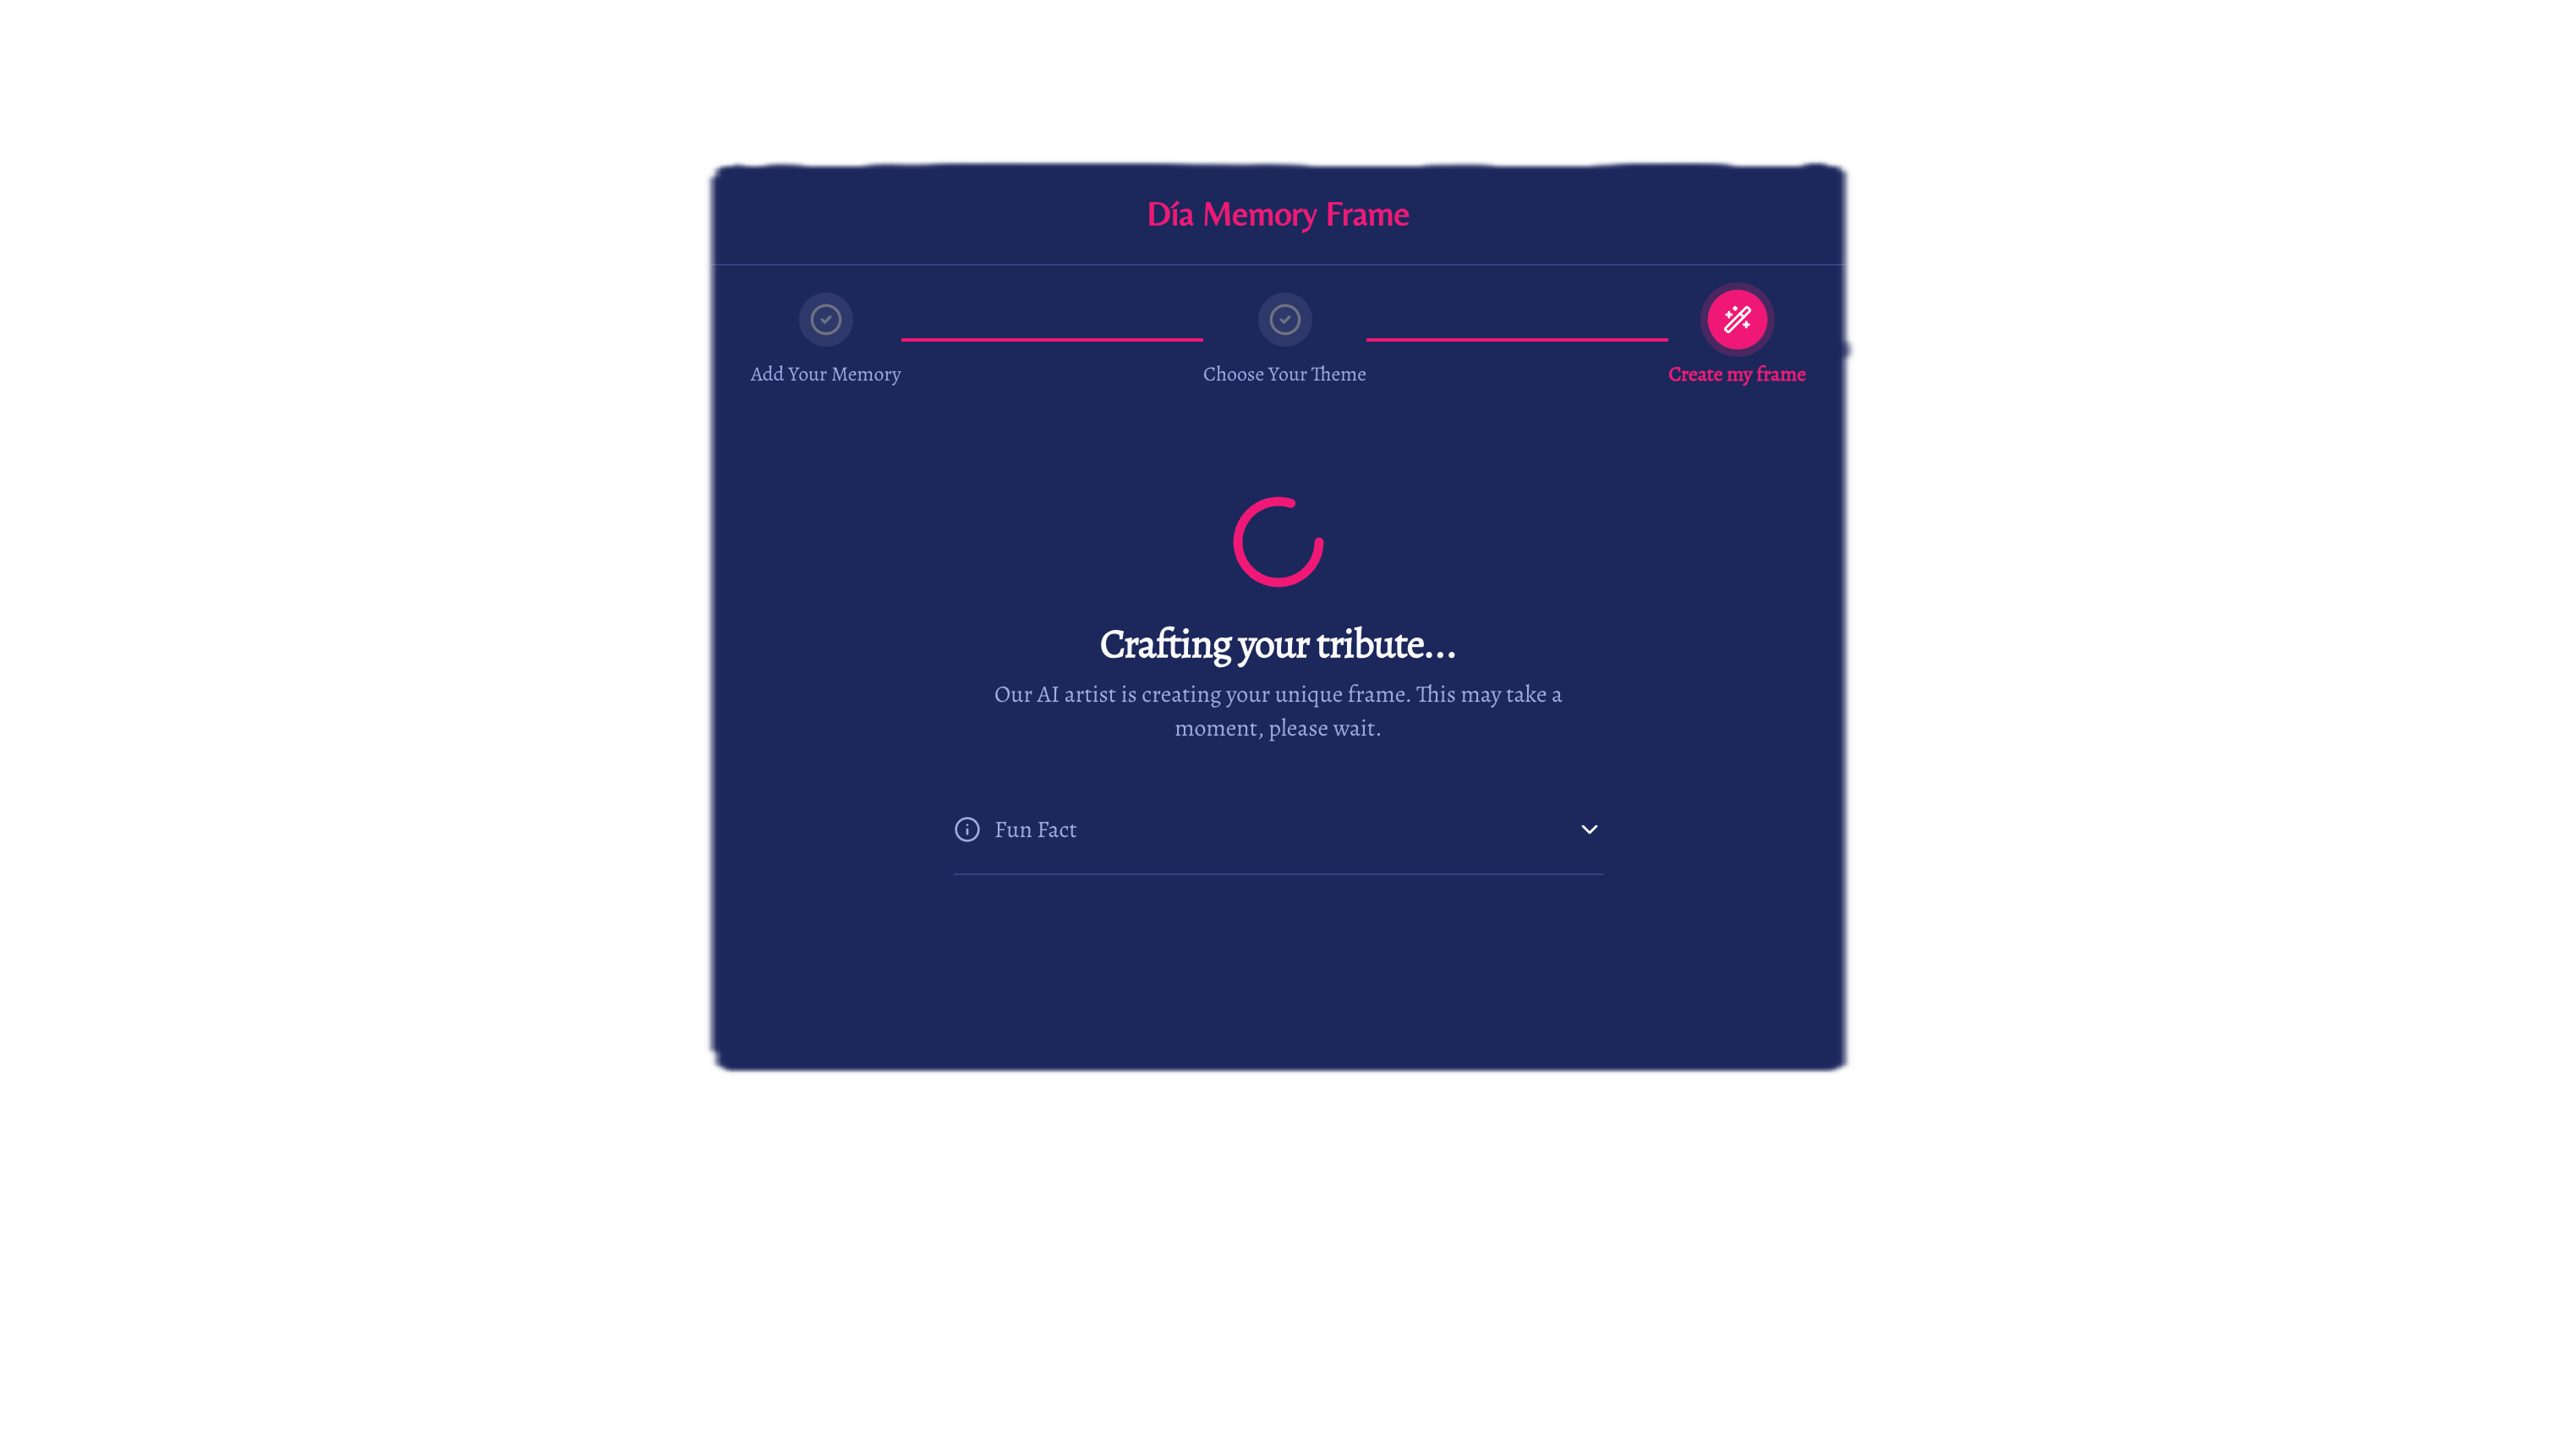 Día Memory Frame
Add Your Memory
Choose Your Theme
Create my frame
Crafting your tribute...
Our AI artist is creating your unique frame. This may take a
moment, please wait.
Fun Fact